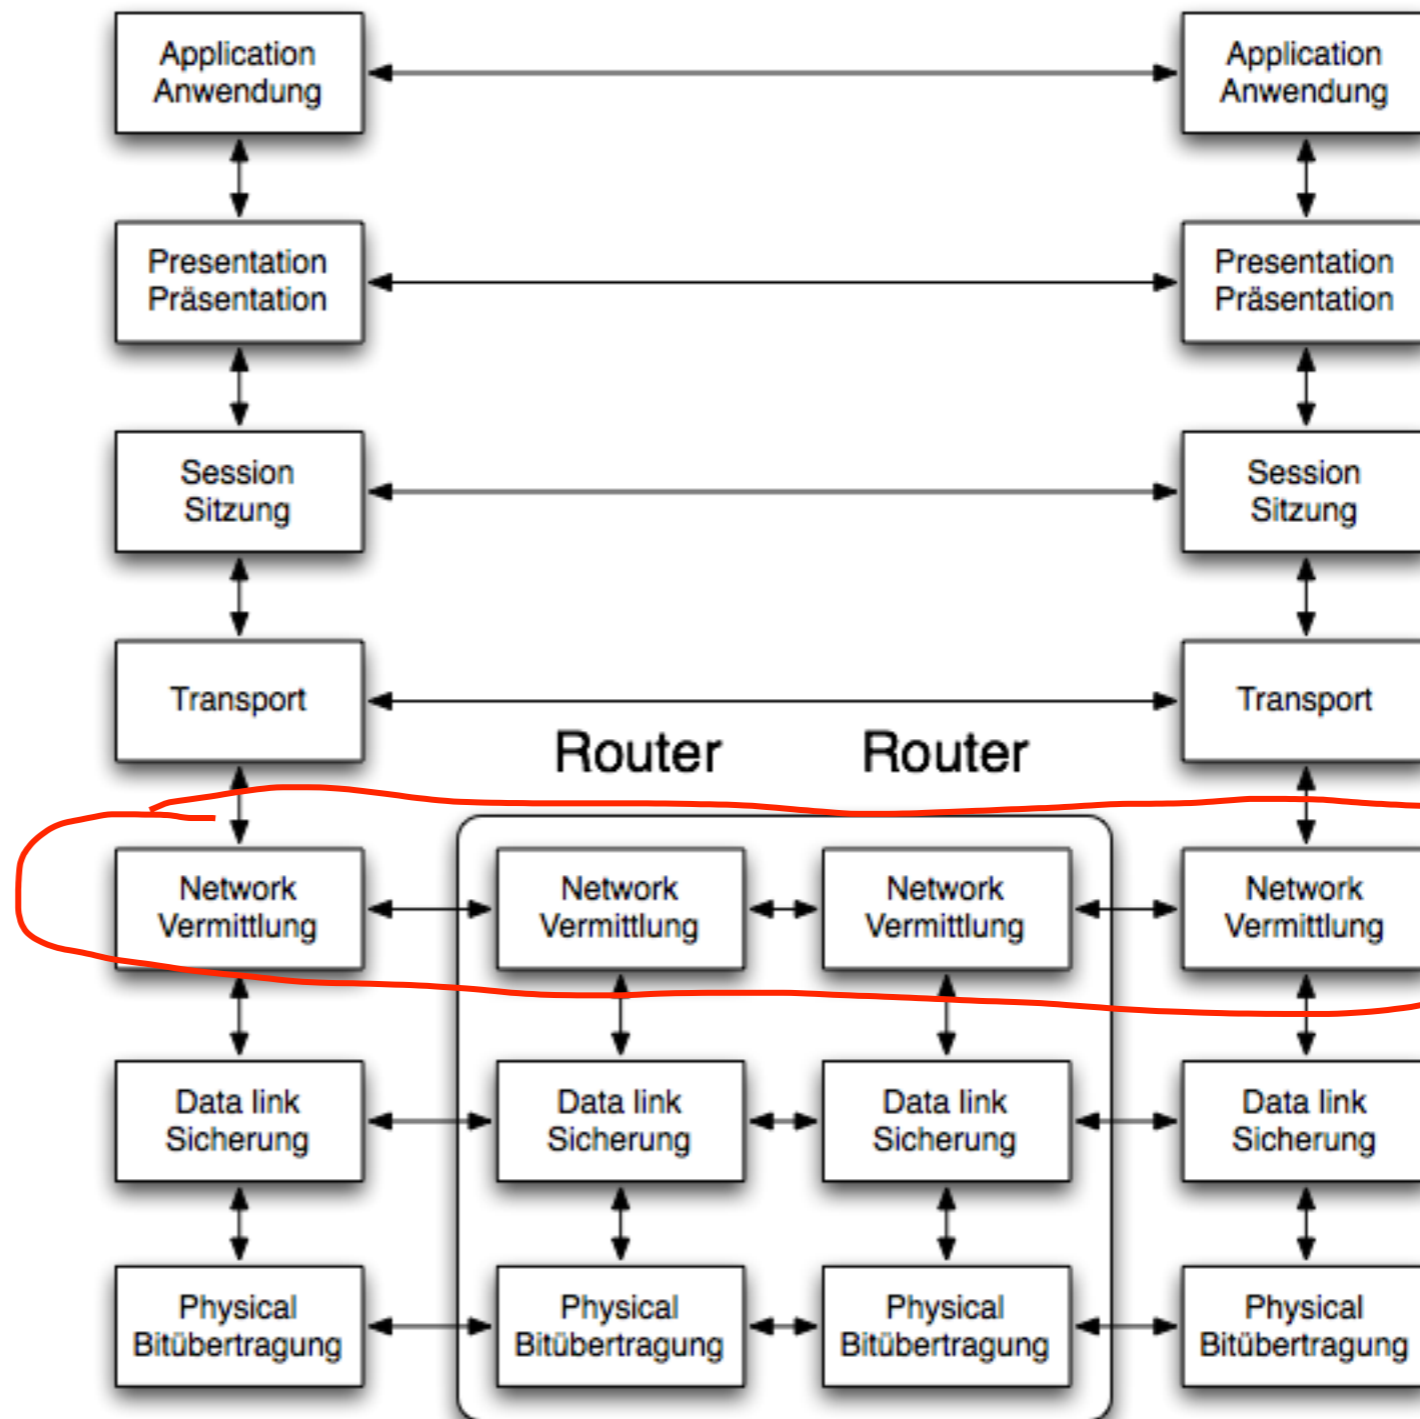 Application
Anwendung
Application
Anwendung
Presentation
Präsentation
Presentation
Präsentation
Session
Sitzung
Session
Sitzung
Transport
Transport
Router
Router
Network
Vermittlung
Network
Vermittlung
Network
Vermittlung
Network
Vermittlung
Data link
Sicherung
Data link
Sicherung
Data link
Sicherung
Data link
Sicherung
Physical
Bitübertragung
Physical
Bitübertragung
Physical
Bitübertragung
Physical
Bitübertragung